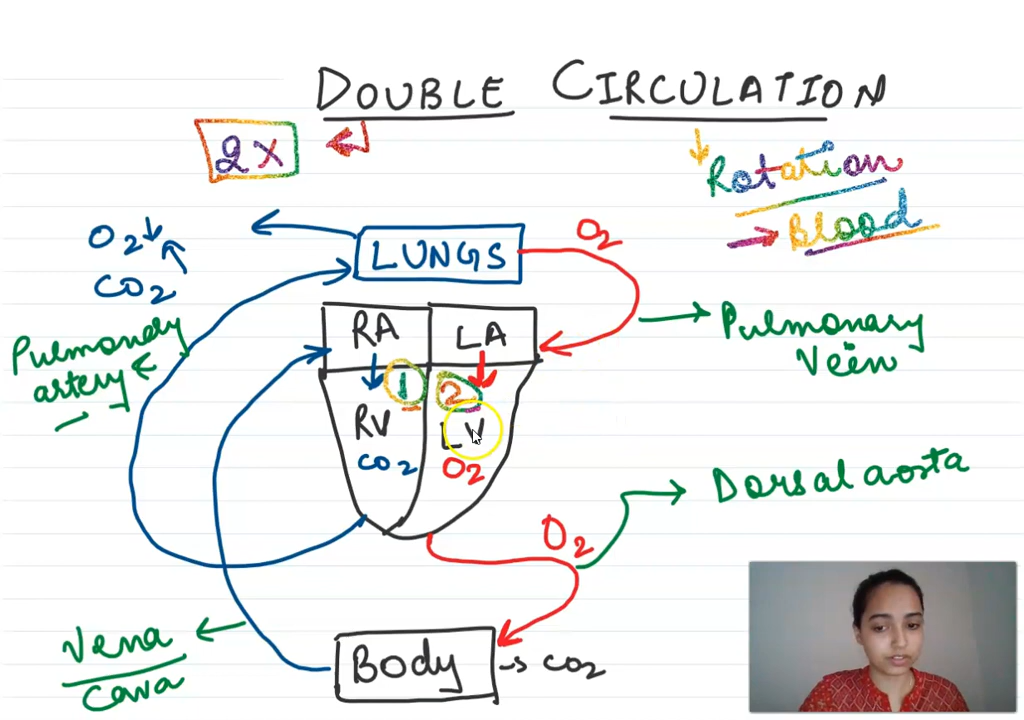 DOUBLE CIRCULATION
2X
Rotation
Blood
O2
CO2
LUNGS
O2
Pulmonary
artery
RA
LA
Pulmonary
Vein
1
2
RV
LV
CO2
O2
Dorsal aorta
O2
Vena
Cava
Body
CO2